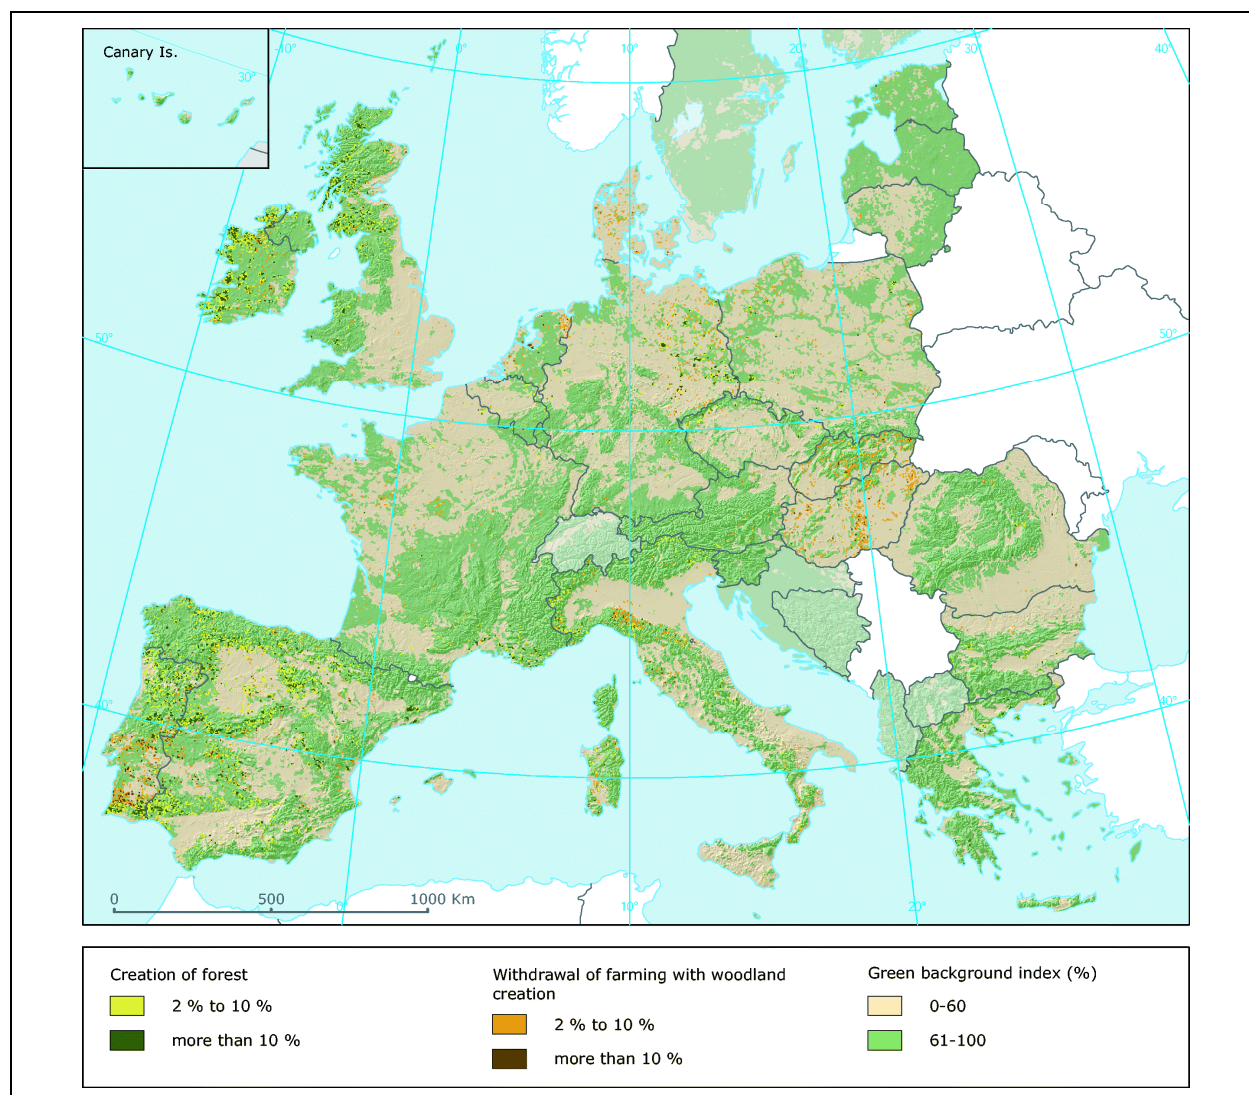 Canary Is.
30°
10°
0°
10°
20°
30°
40°
50°
50°
40°
40°
0
500
1000 Km
0°
10°
20°
Creation of forest
2 % to 10 %
more than 10 %
Withdrawal of farming with woodland
creation
2 % to 10 %
more than 10 %
Green background index (%)
0-60
61-100